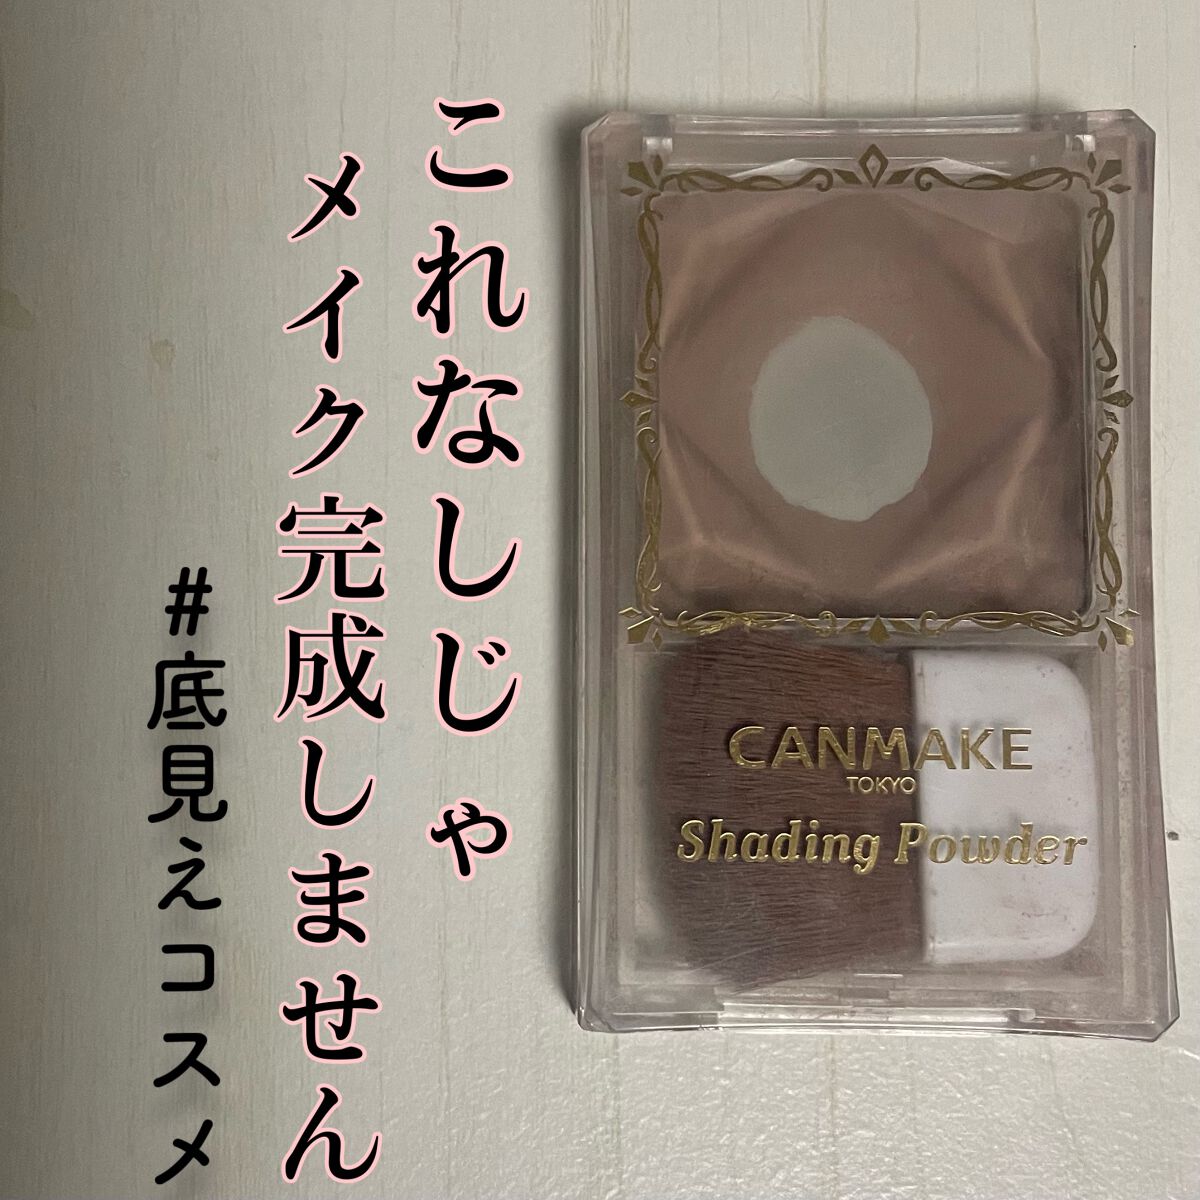 これなしじゃ
メイク完成しません
#底見えコスメ
CANMAKE
TOKYO
Shading Powder